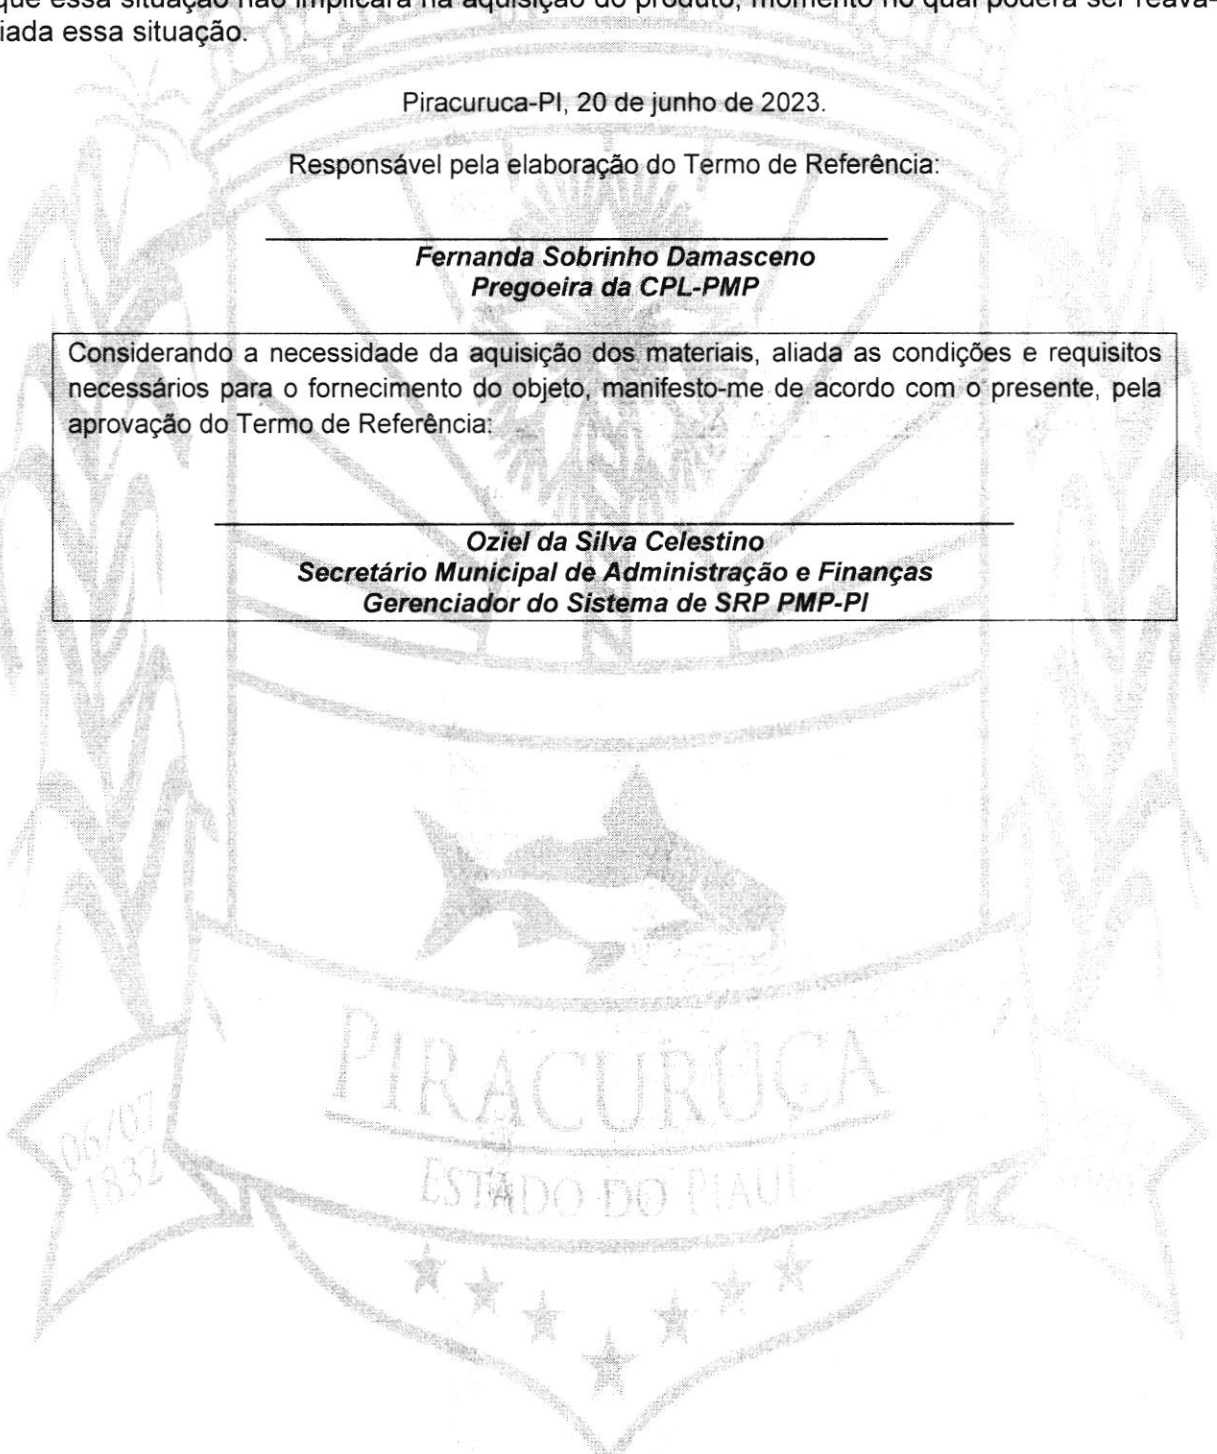 que essa situação não implicará na aquisição do produto, momento no qual poderá ser reava-
liada essa situação.
Piracuruca-PI, 20 de junho de 2023.
Responsável pela elaboração do Termo de Referência:
Fernanda Sobrinho Damasceno
Pregoeira da CPL-PMP
Considerando a necessidade da aquisição dos materiais, aliada as condições e requisitos
necessários para o fornecimento do objeto, manifesto-me de acordo com o presente, pela
aprovação do Termo de Referência:
Oziel da Silva Celestino
Secretário Municipal de Administração e Finanças
Gerenciador do Sistema de SRP PMP-PI
PIRACURUCA
06/07
1832
ESTADO DO PIAUI